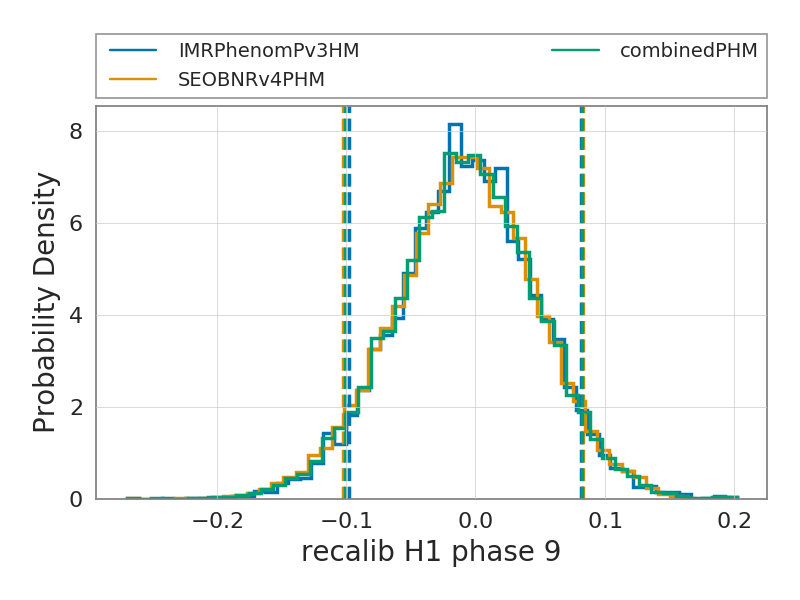 IMRPhenomPv3HM
SEOBNRv4PHM
combinedPHM
8
6
4
2
0
Probability Density
−0.2 −0.1 0.0 0.1 0.2
recalib H1 phase 9